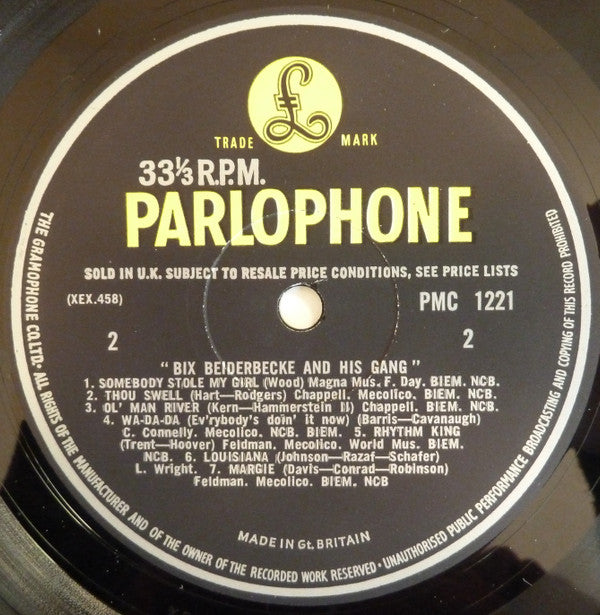 £
TRADE MARK
33⅓ R.P.M.
PARLOPHONE
SOLD IN U.K. SUBJECT TO RESALE PRICE CONDITIONS, SEE PRICE LISTS
(XEX.458) PMC 1221
2 2
"BIX BEIDERBECKE AND HIS GANG"
1. SOMEBODY STOLE MY GIRL (Wood) Magna Mus. F. Day. BIEM. NCB.
2. THOU SWELL (Hart—Rodgers) Chappell. Mecolico. BIEM. NCB.
3. OL' MAN RIVER (Kern—Hammerstein II) Chappell. BIEM. NCB.
4. WA-DA-DA (Ev'rybody's doin' it now) (Barris—Cavanaugh)
C. Connelly. Mecolico. NCB. BIEM. 5. RHYTHM KING
(Trent—Hoover) Feldman. Mecolico. World Mus. BIEM.
NCB. 6. LOUISIANA (Johnson—Razaf—Schafer)
L. Wright. 7. MARGIE (Davis—Conrad—Robinson)
Feldman. Mecolico. BIEM. NCB
MADE IN Gt. BRITAIN
THE GRAMOPHONE CO. LTD. • ALL RIGHTS OF THE MANUFACTURER AND OF THE OWNER OF THE RECORDED WORK RESERVED • UNAUTHORISED PUBLIC PERFORMANCE BROADCASTING AND COPYING OF THIS RECORD PROHIBITED